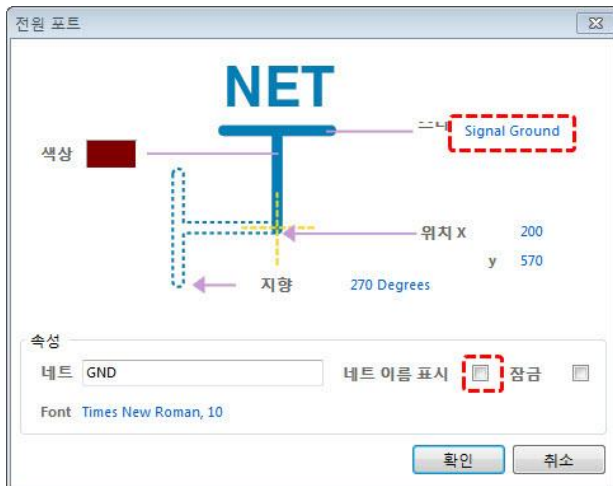 전원 포트
NET
Signal Ground
색상
위치 X 200
y 570
지향 270 Degrees
속성
네트 GND 네트 이름 표시 잠금
Font Times New Roman, 10
확인 취소